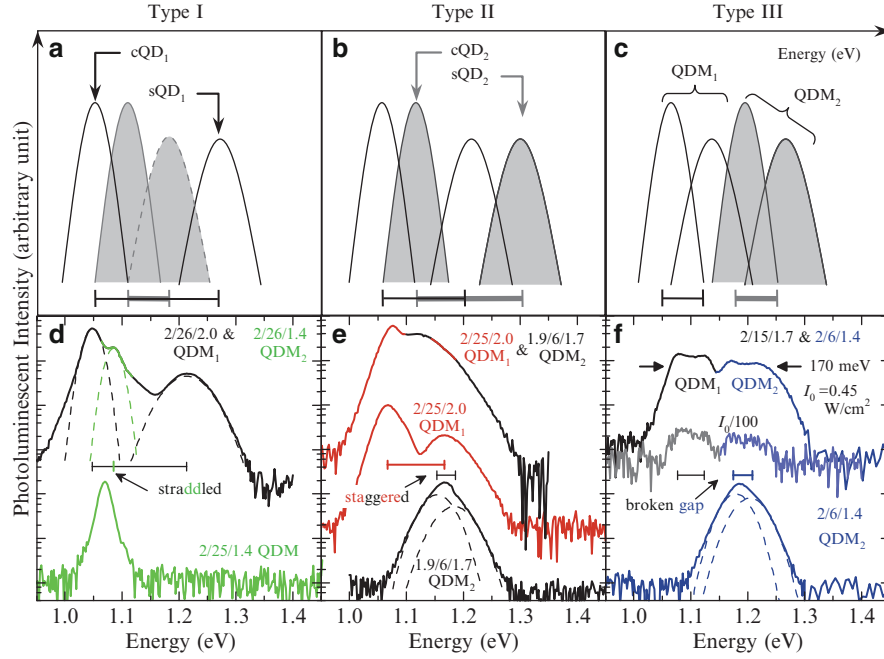 Type I
Type II
Type III
Photoluminescent Intensity (arbitrary unit)
a
cQD1
sQD1
b
cQD2
sQD2
c
Energy (eV)
QDM1
QDM2
d
2/26/2.0 & 2/26/1.4
QDM1 QDM2
straddled
2/25/1.4 QDM
e
2/25/2.0 & 1.9/6/1.7
QDM1 QDM2
2/25/2.0
QDM1
staggered
1.9/6/1.7
QDM2
f
2/15/1.7 & 2/6/1.4
170 meV
QDM1 QDM2
I0 =0.45
W/cm2
I0/100
broken gap
2/6/1.4
QDM2
1.0 1.1 1.2 1.3 1.4
1.0 1.1 1.2 1.3 1.4
1.0 1.1 1.2 1.3 1.4
Energy (eV)
Energy (eV)
Energy (eV)